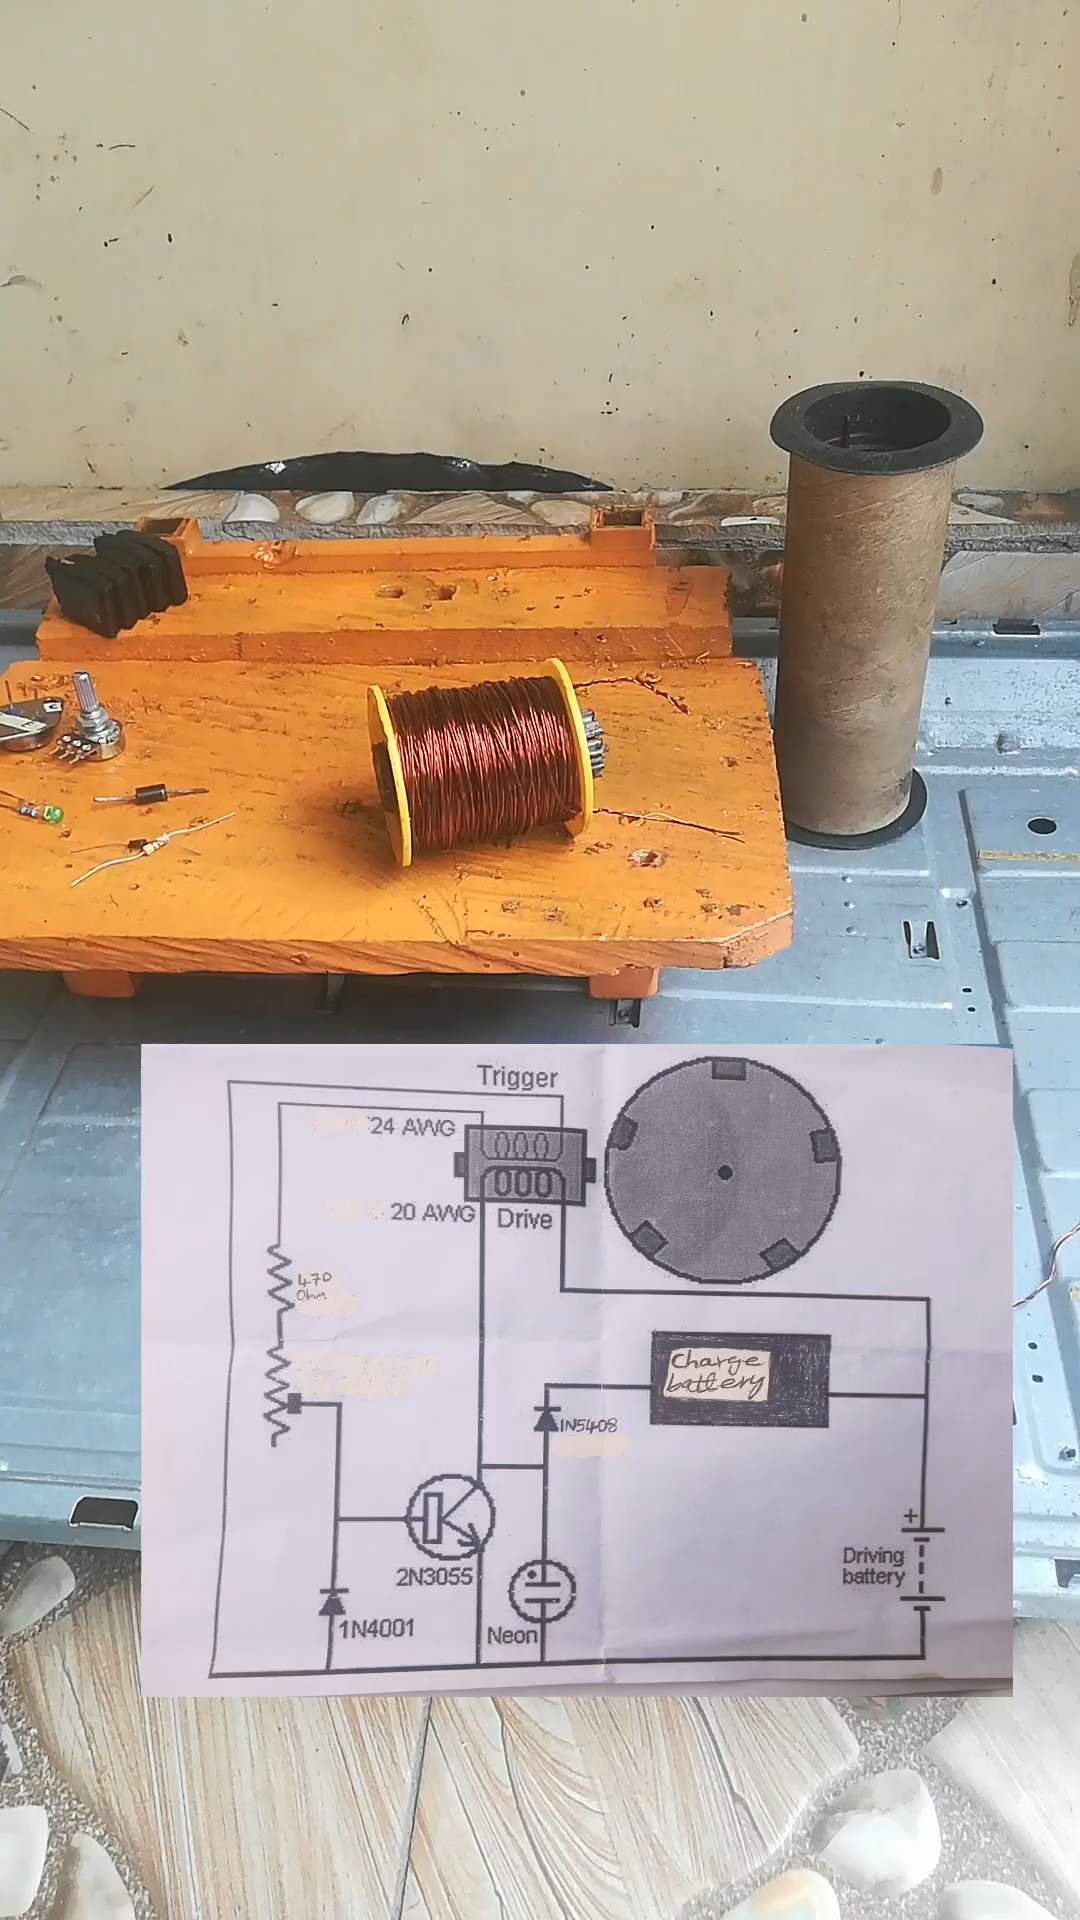 Trigger
24 AWG
20 AWG
Drive
470
Ohm
Charge
battery
1N5408
+
Driving
battery
2N3055
1N4001
Neon